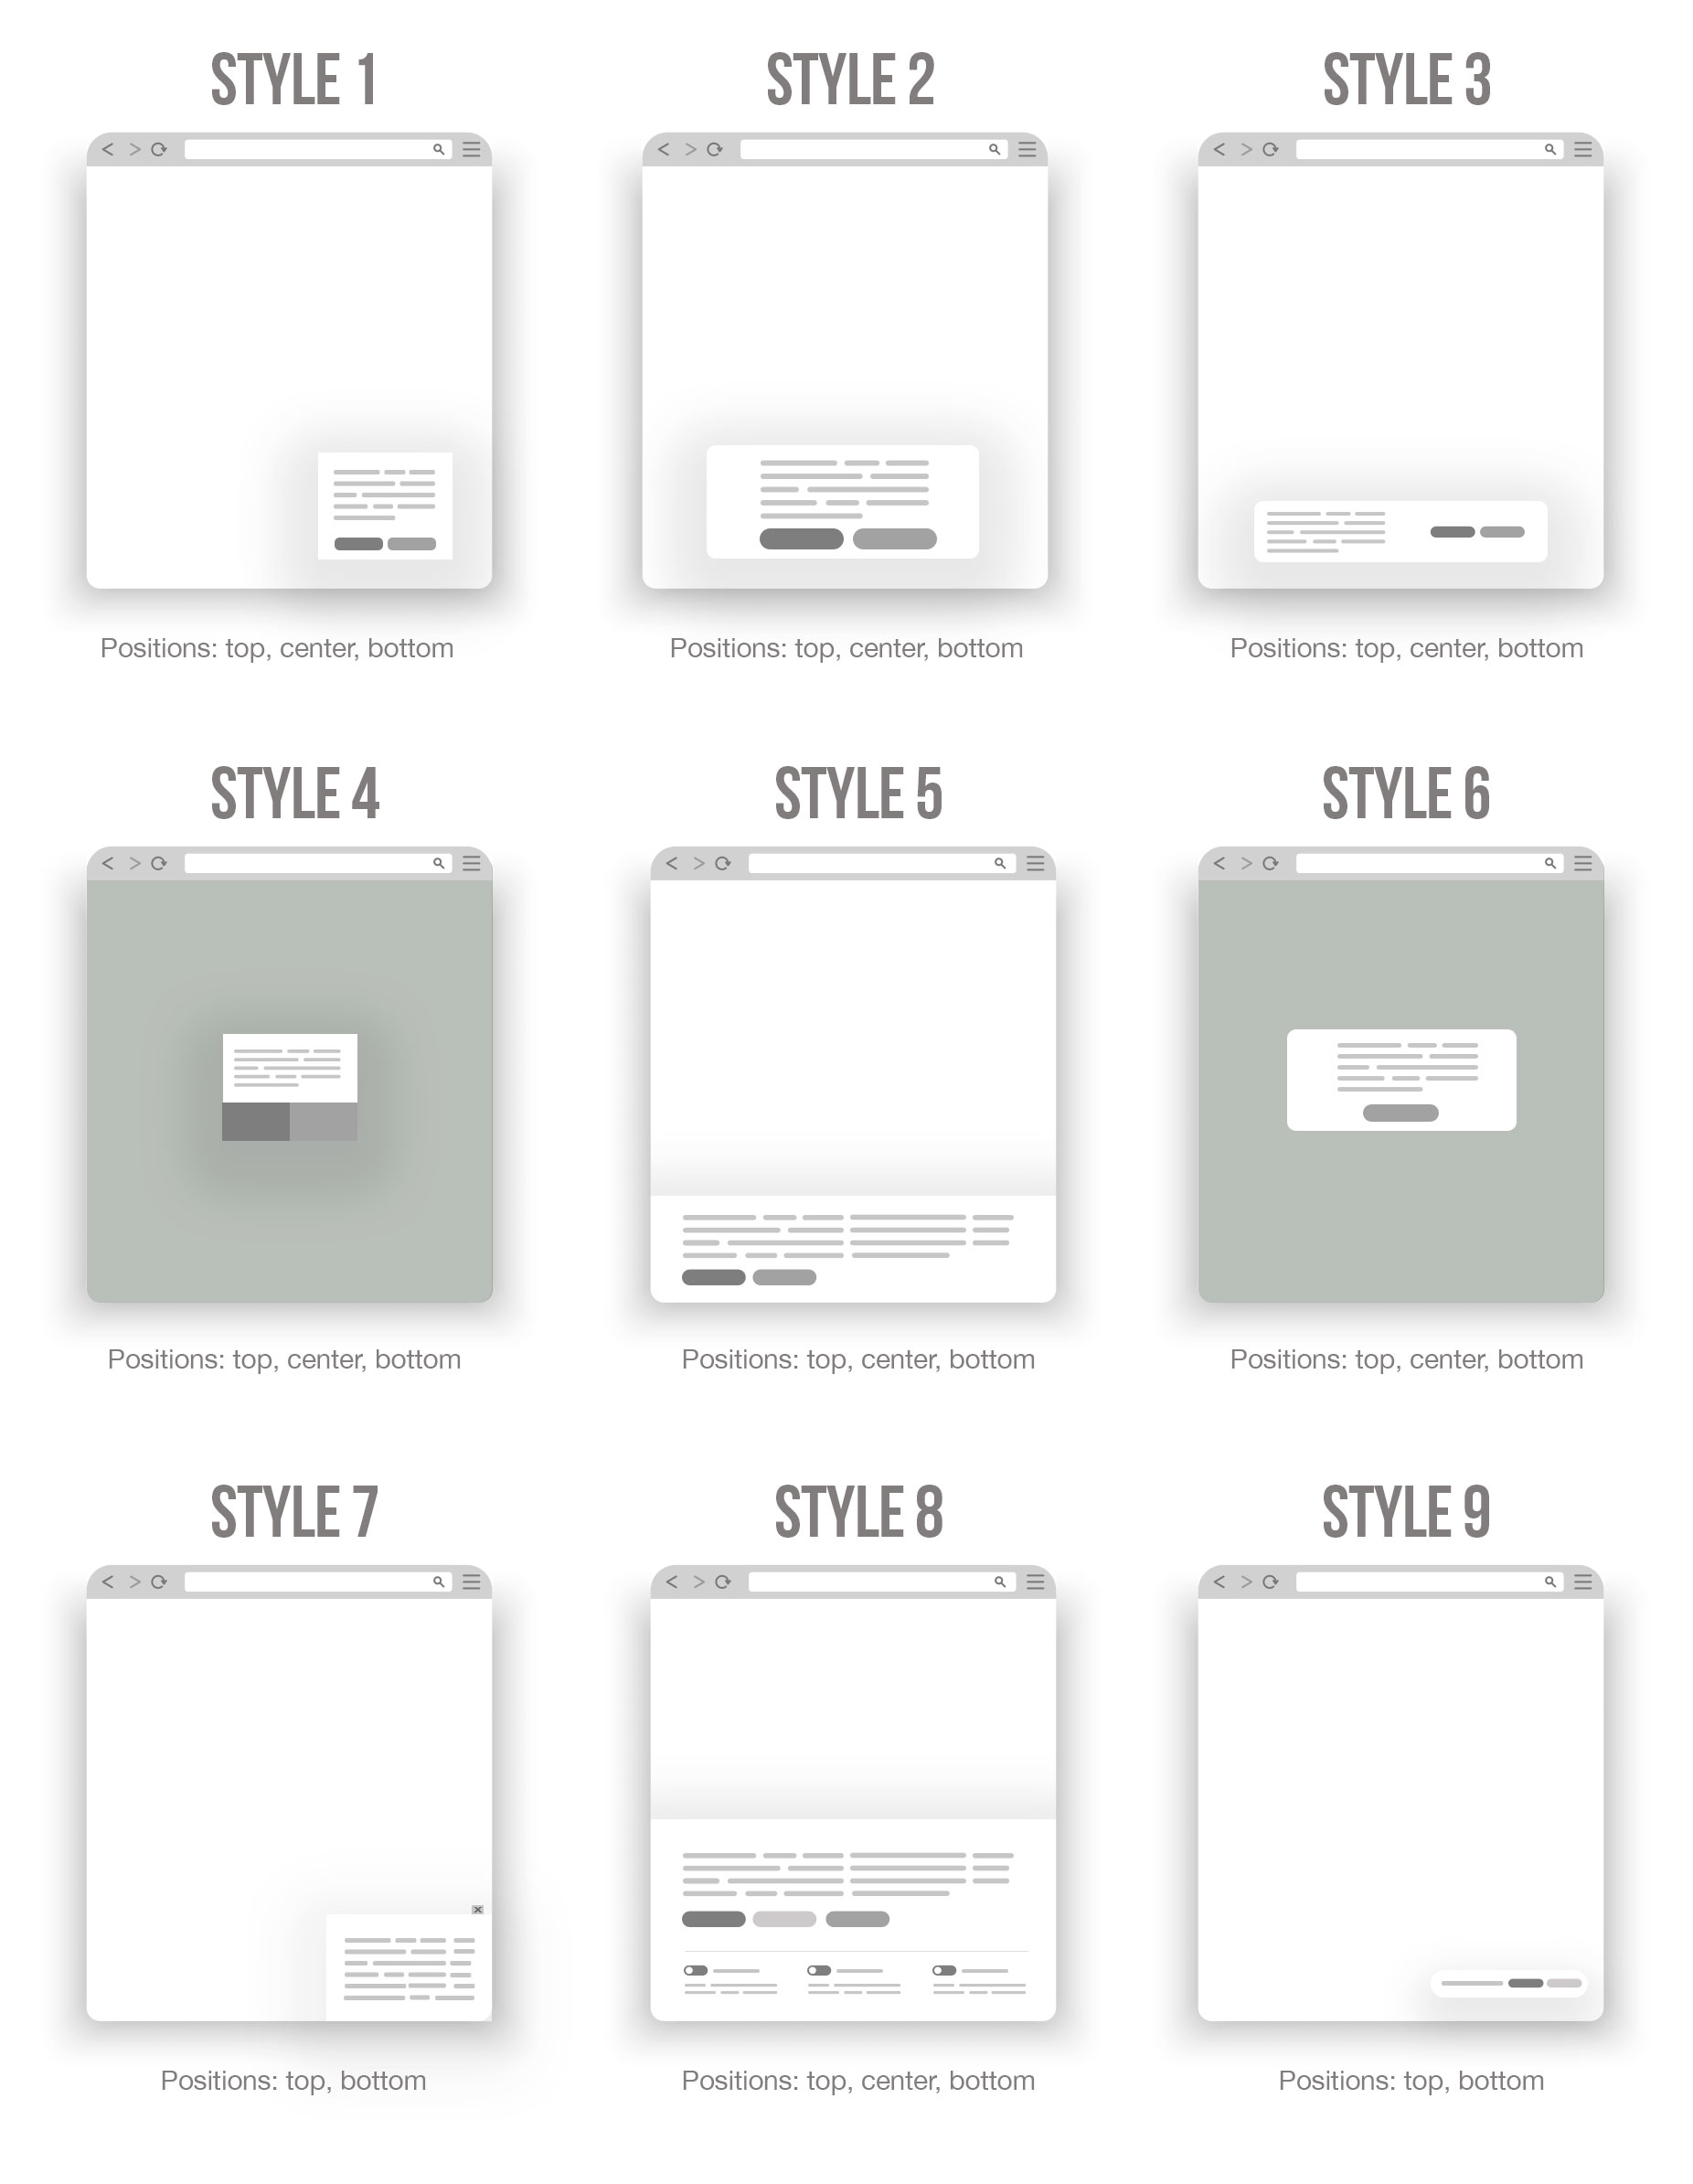 STYLE 1
STYLE 2
STYLE 3
Positions: top, center, bottom
Positions: top, center, bottom
Positions: top, center, bottom
STYLE 4
STYLE 5
STYLE 6
Positions: top, center, bottom
Positions: top, center, bottom
Positions: top, center, bottom
STYLE 7
STYLE 8
STYLE 9
Positions: top, bottom
Positions: top, center, bottom
Positions: top, bottom